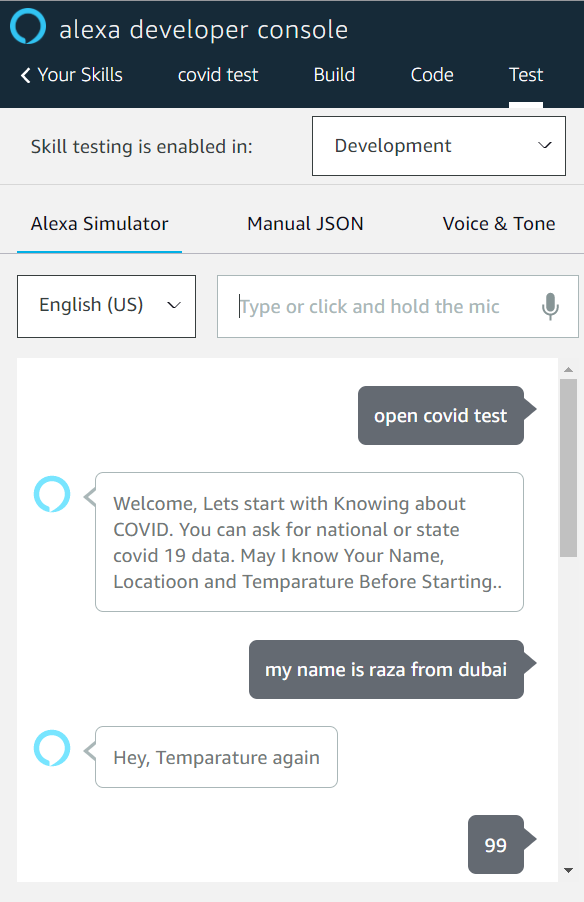 alexa developer console
Your Skills covid test Build Code Test
Skill testing is enabled in: Development
Alexa Simulator Manual JSON Voice & Tone
English (US) Type or click and hold the mic
open covid test
Welcome, Lets start with Knowing about
COVID. You can ask for national or state
covid 19 data. May I know Your Name,
Locatioon and Temparature Before Starting..
my name is raza from dubai
Hey, Temparature again
99